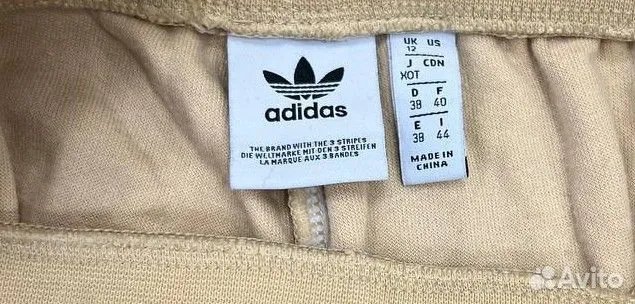 adidas
THE BRAND WITH THE 3 STRIPES
DIE WELTMARKE MIT DEN 3 STREIFEN
LA MARQUE AUX 3 BANDES
UK US
12
J CDN
XOT
D F
38 40
E I
38 44
MADE IN
CHINA
Avito